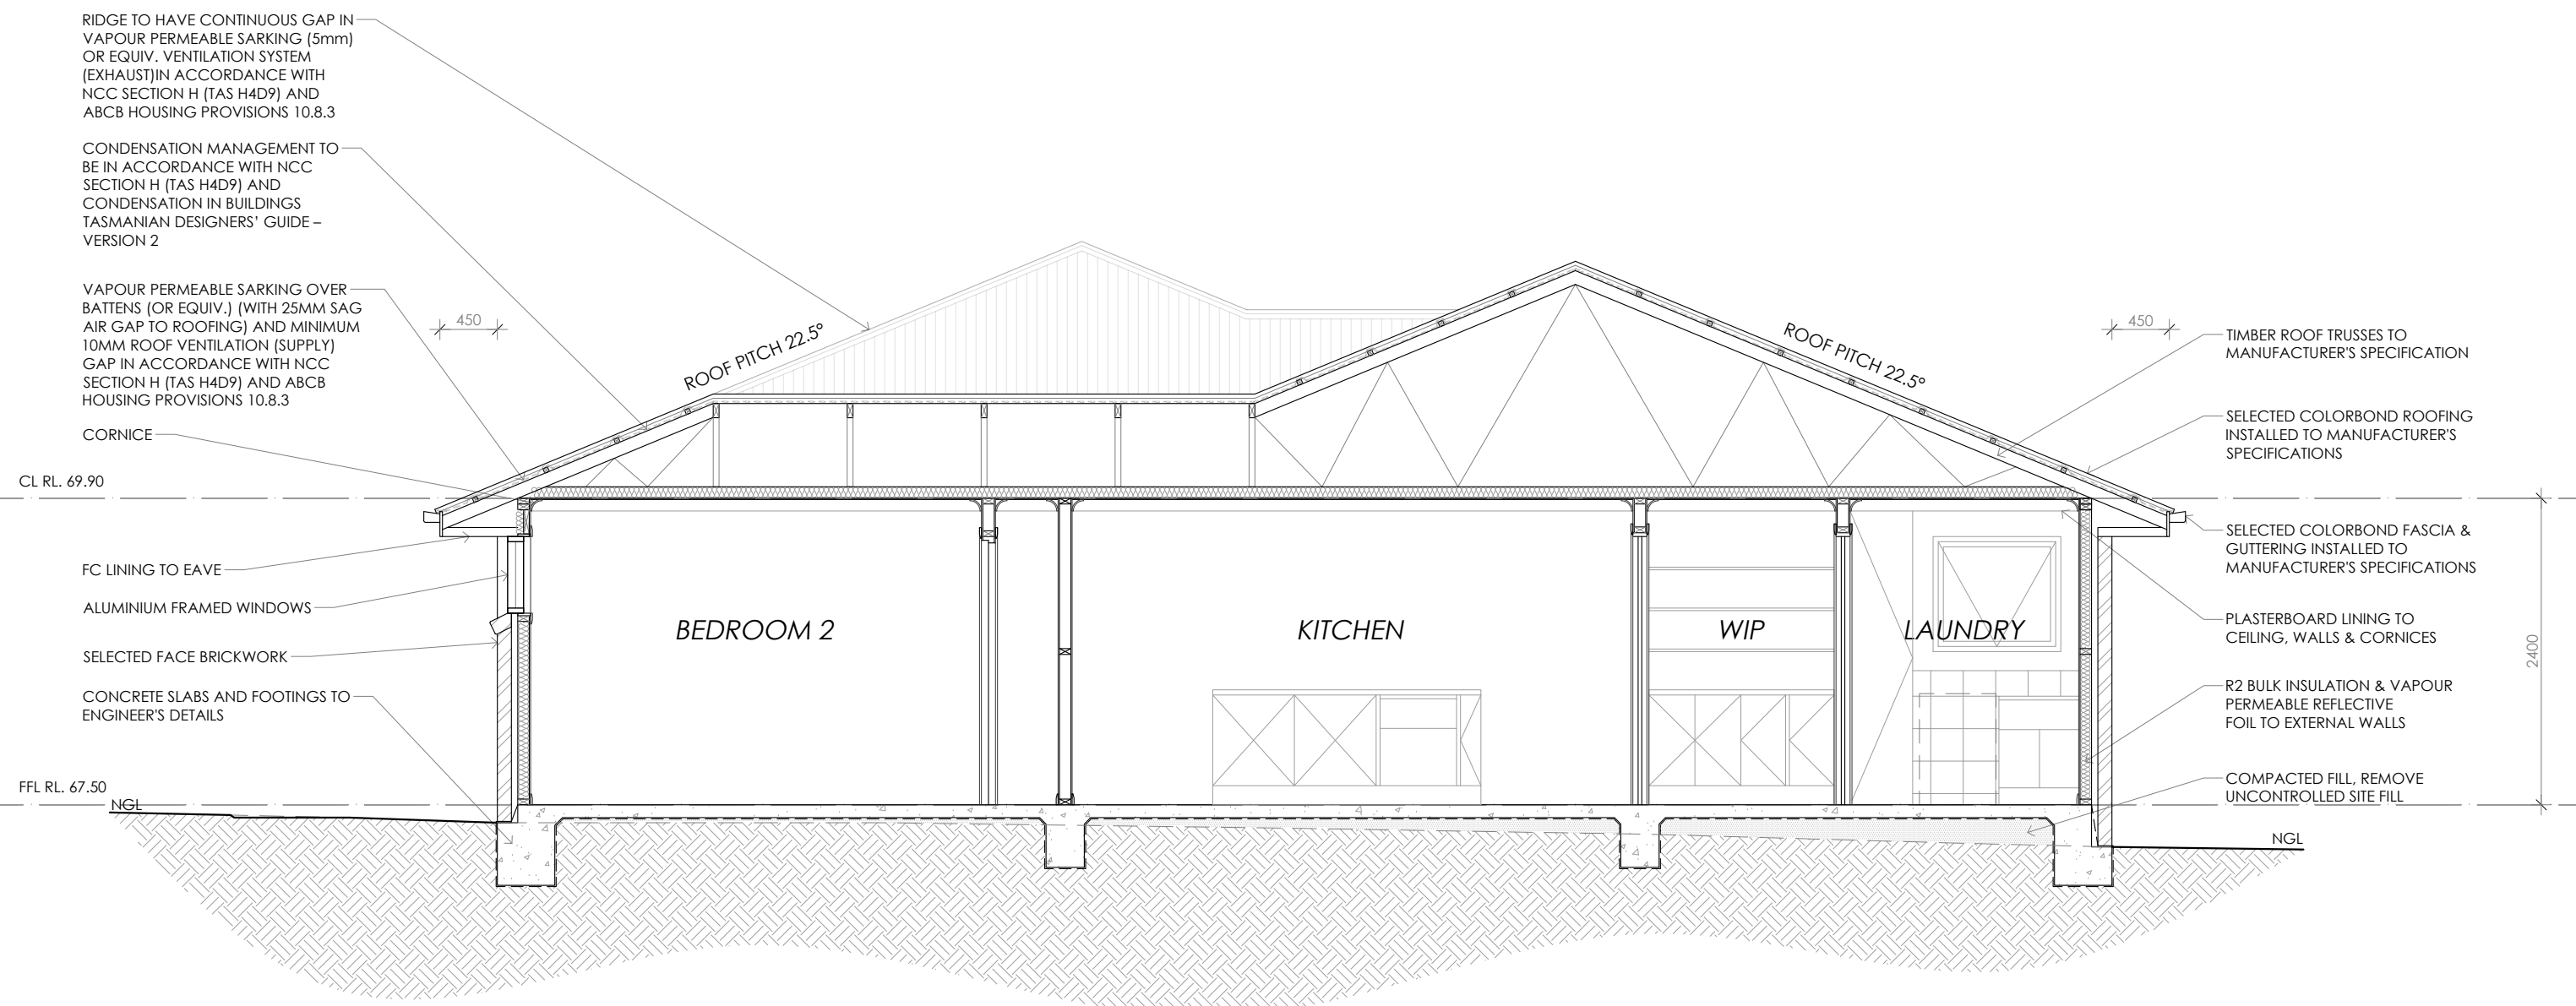 RIDGE TO HAVE CONTINUOUS GAP IN
VAPOUR PERMEABLE SARKING (5mm)
OR EQUIV. VENTILATION SYSTEM
(EXHAUST)IN ACCORDANCE WITH
NCC SECTION H (TAS H4D9) AND
ABCB HOUSING PROVISIONS 10.8.3
CONDENSATION MANAGEMENT TO
BE IN ACCORDANCE WITH NCC
SECTION H (TAS H4D9) AND
CONDENSATION IN BUILDINGS
TASMANIAN DESIGNERS' GUIDE –
VERSION 2
VAPOUR PERMEABLE SARKING OVER
BATTENS (OR EQUIV.) (WITH 25MM SAG
AIR GAP TO ROOFING) AND MINIMUM
10MM ROOF VENTILATION (SUPPLY)
GAP IN ACCORDANCE WITH NCC
SECTION H (TAS H4D9) AND ABCB
HOUSING PROVISIONS 10.8.3
CORNICE
CL RL. 69.90
FC LINING TO EAVE
ALUMINIUM FRAMED WINDOWS
SELECTED FACE BRICKWORK
CONCRETE SLABS AND FOOTINGS TO
ENGINEER'S DETAILS
FFL RL. 67.50
NGL
450
ROOF PITCH 22.5°
ROOF PITCH 22.5°
450
BEDROOM 2
KITCHEN
WIP
LAUNDRY
TIMBER ROOF TRUSSES TO
MANUFACTURER'S SPECIFICATION
SELECTED COLORBOND ROOFING
INSTALLED TO MANUFACTURER'S
SPECIFICATIONS
SELECTED COLORBOND FASCIA &
GUTTERING INSTALLED TO
MANUFACTURER'S SPECIFICATIONS
PLASTERBOARD LINING TO
CEILING, WALLS & CORNICES
2400
R2 BULK INSULATION & VAPOUR
PERMEABLE REFLECTIVE
FOIL TO EXTERNAL WALLS
COMPACTED FILL, REMOVE
UNCONTROLLED SITE FILL
NGL